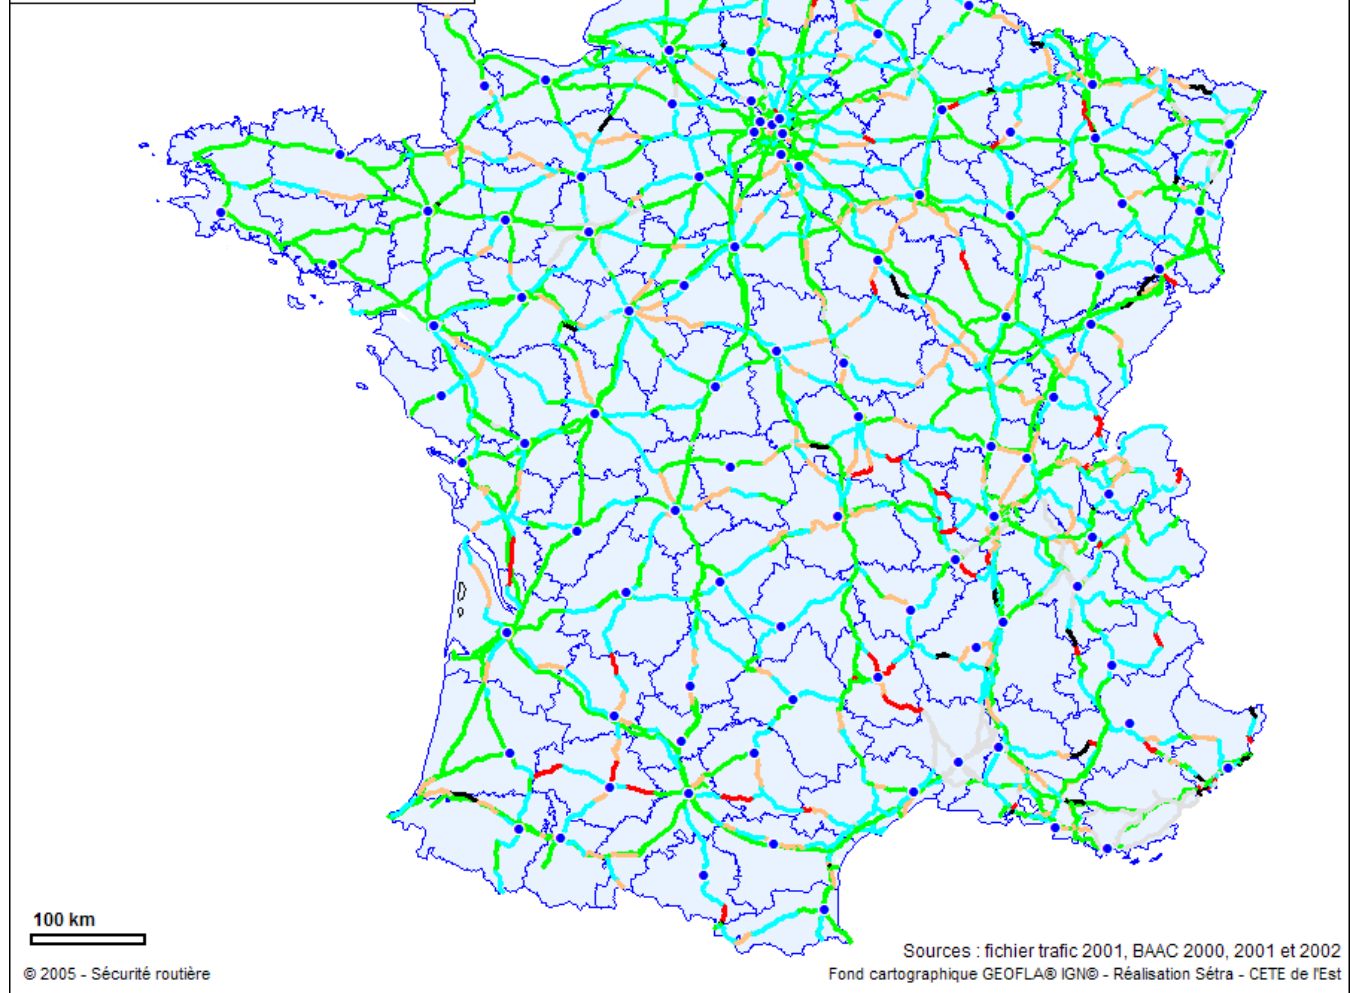 100 km
Sources : fichier trafic 2001, BAAC 2000, 2001 et 2002
© 2005 - Sécurité routière
Fond cartographique GEOFLA® IGN© - Réalisation Sétra - CETE de l'Est